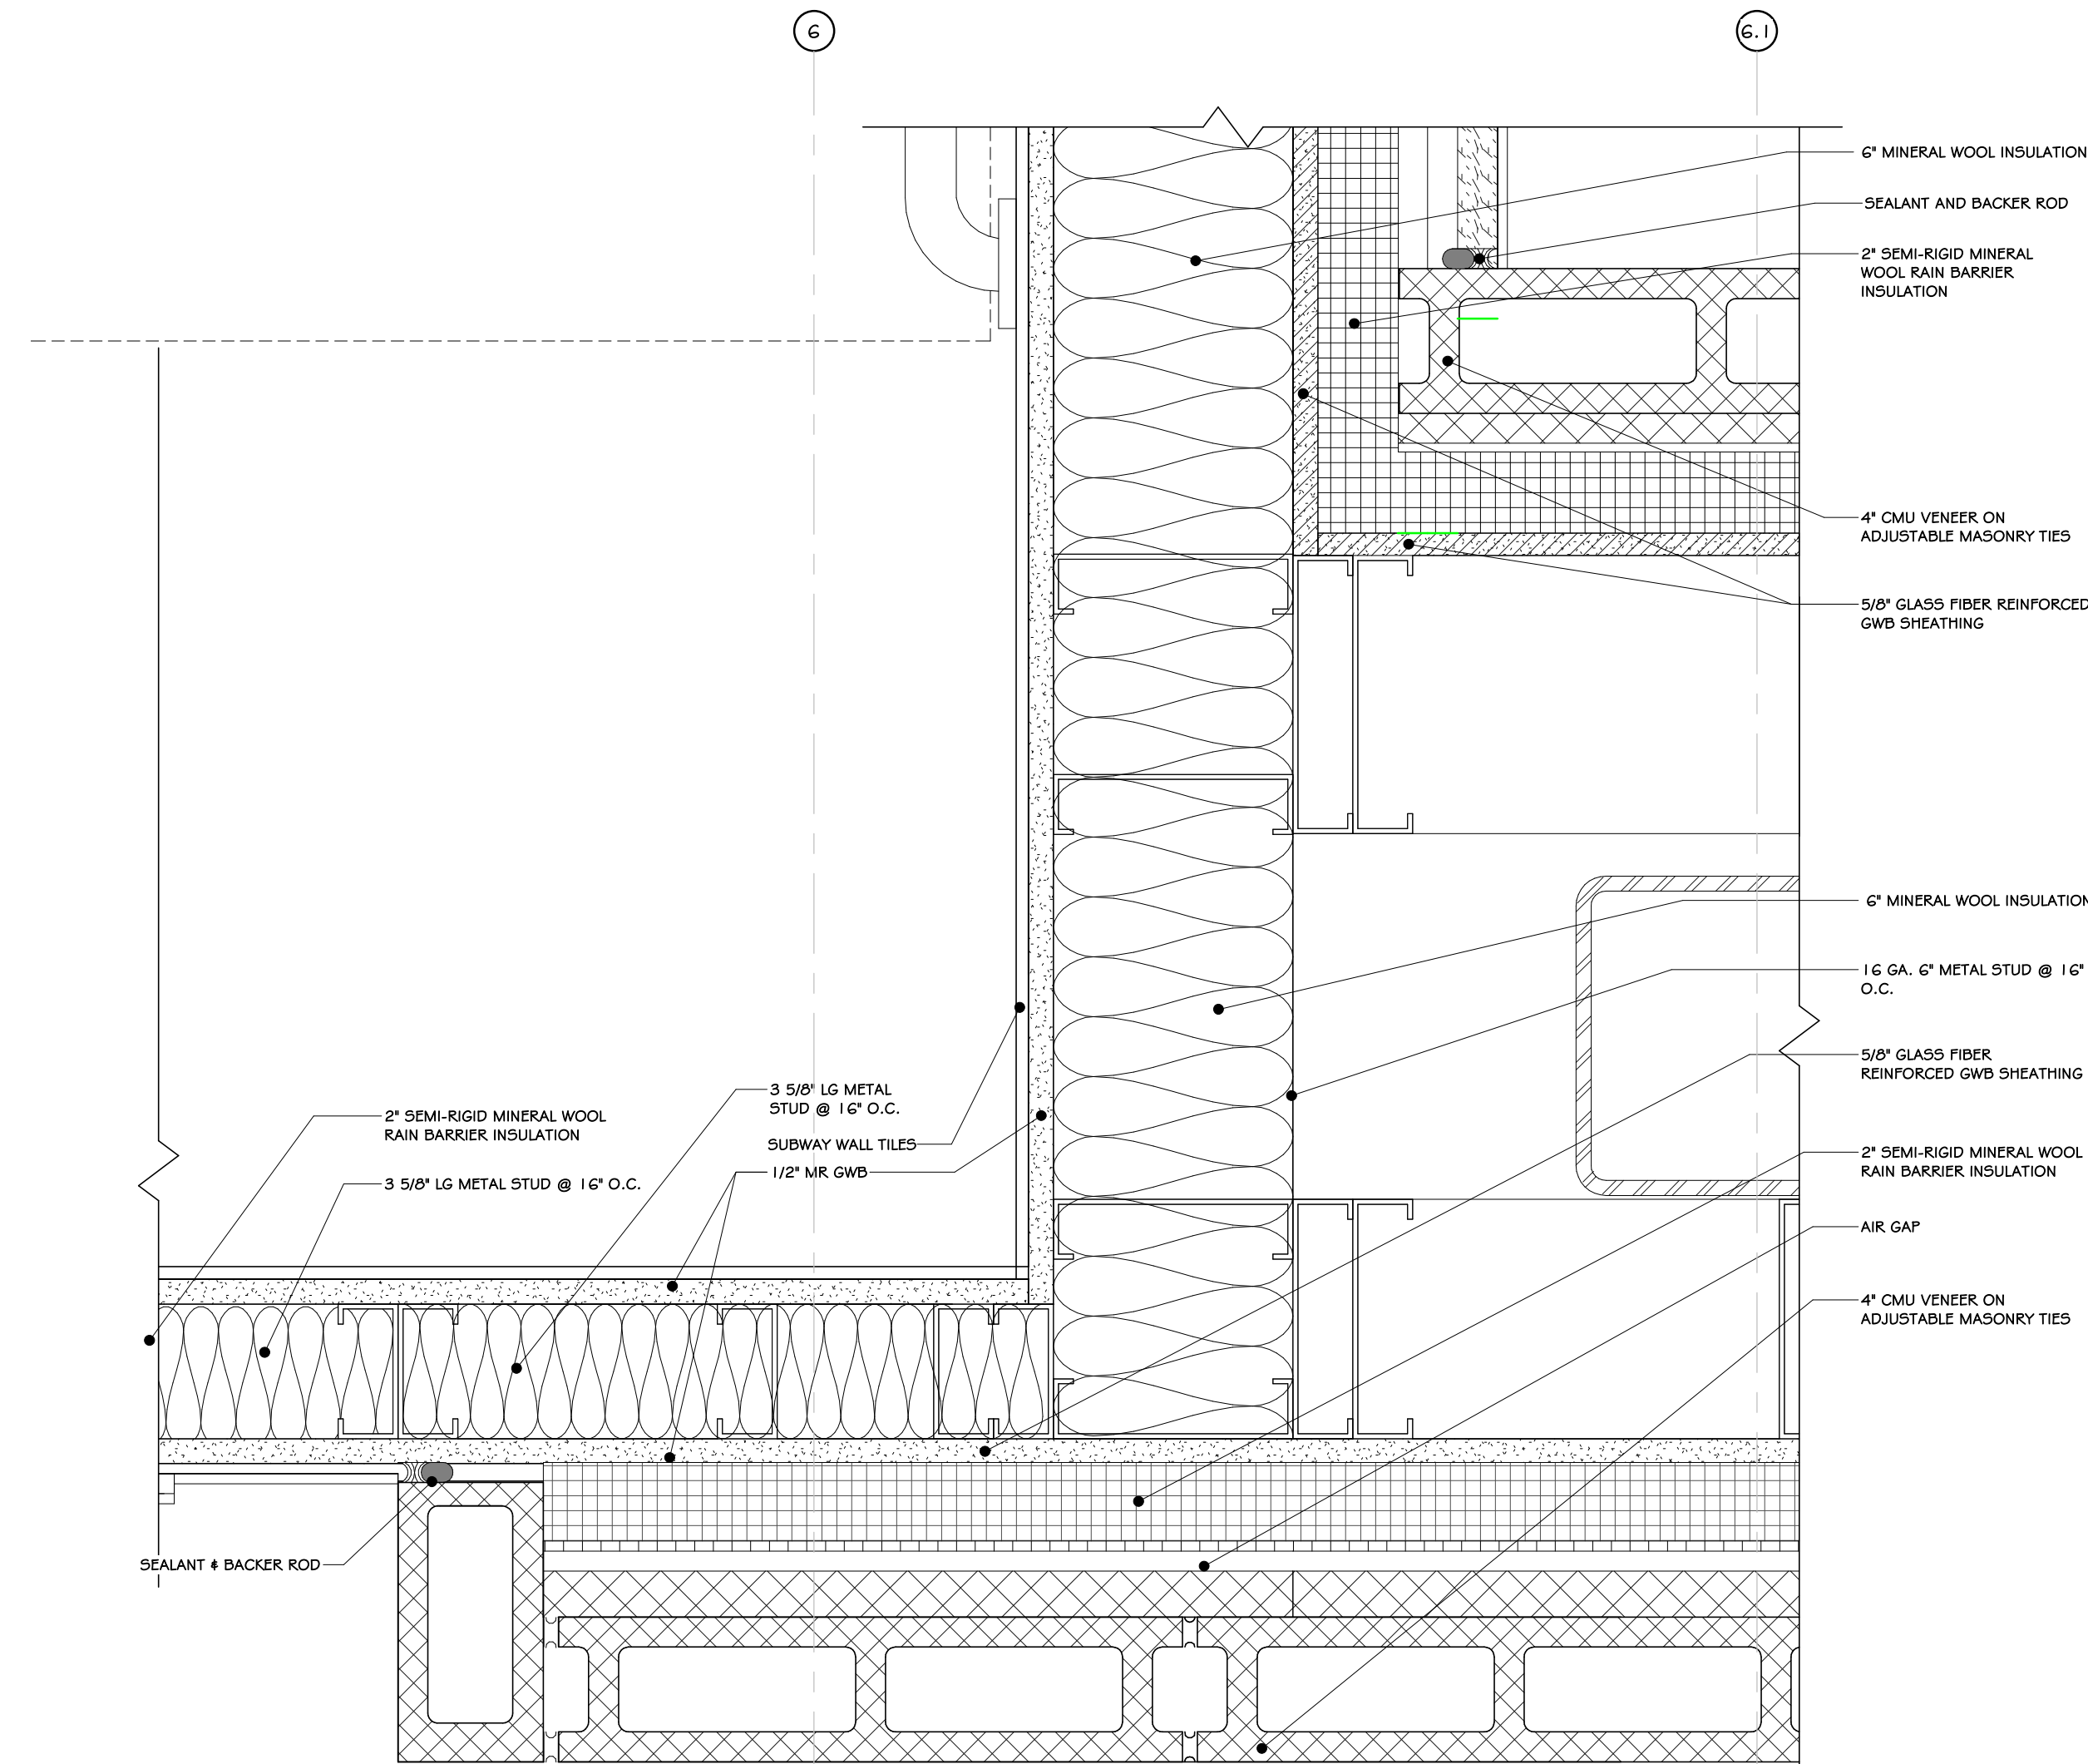 6
6.1
6" MINERAL WOOL INSULATION
SEALANT AND BACKER ROD
2" SEMI-RIGID MINERAL
WOOL RAIN BARRIER
INSULATION
4" CMU VENEER ON
ADJUSTABLE MASONRY TIES
5/8" GLASS FIBER REINFORCED
GWB SHEATHING
6" MINERAL WOOL INSULATION
16 GA. 6" METAL STUD @ 16"
O.C.
5/8" GLASS FIBER
REINFORCED GWB SHEATHING
2" SEMI-RIGID MINERAL WOOL
RAIN BARRIER INSULATION
AIR GAP
4" CMU VENEER ON
ADJUSTABLE MASONRY TIES
3 5/8" LG METAL
STUD @ 16" O.C.
SUBWAY WALL TILES
1/2" MR GWB
2" SEMI-RIGID MINERAL WOOL
RAIN BARRIER INSULATION
3 5/8" LG METAL STUD @ 16" O.C.
SEALANT & BACKER ROD